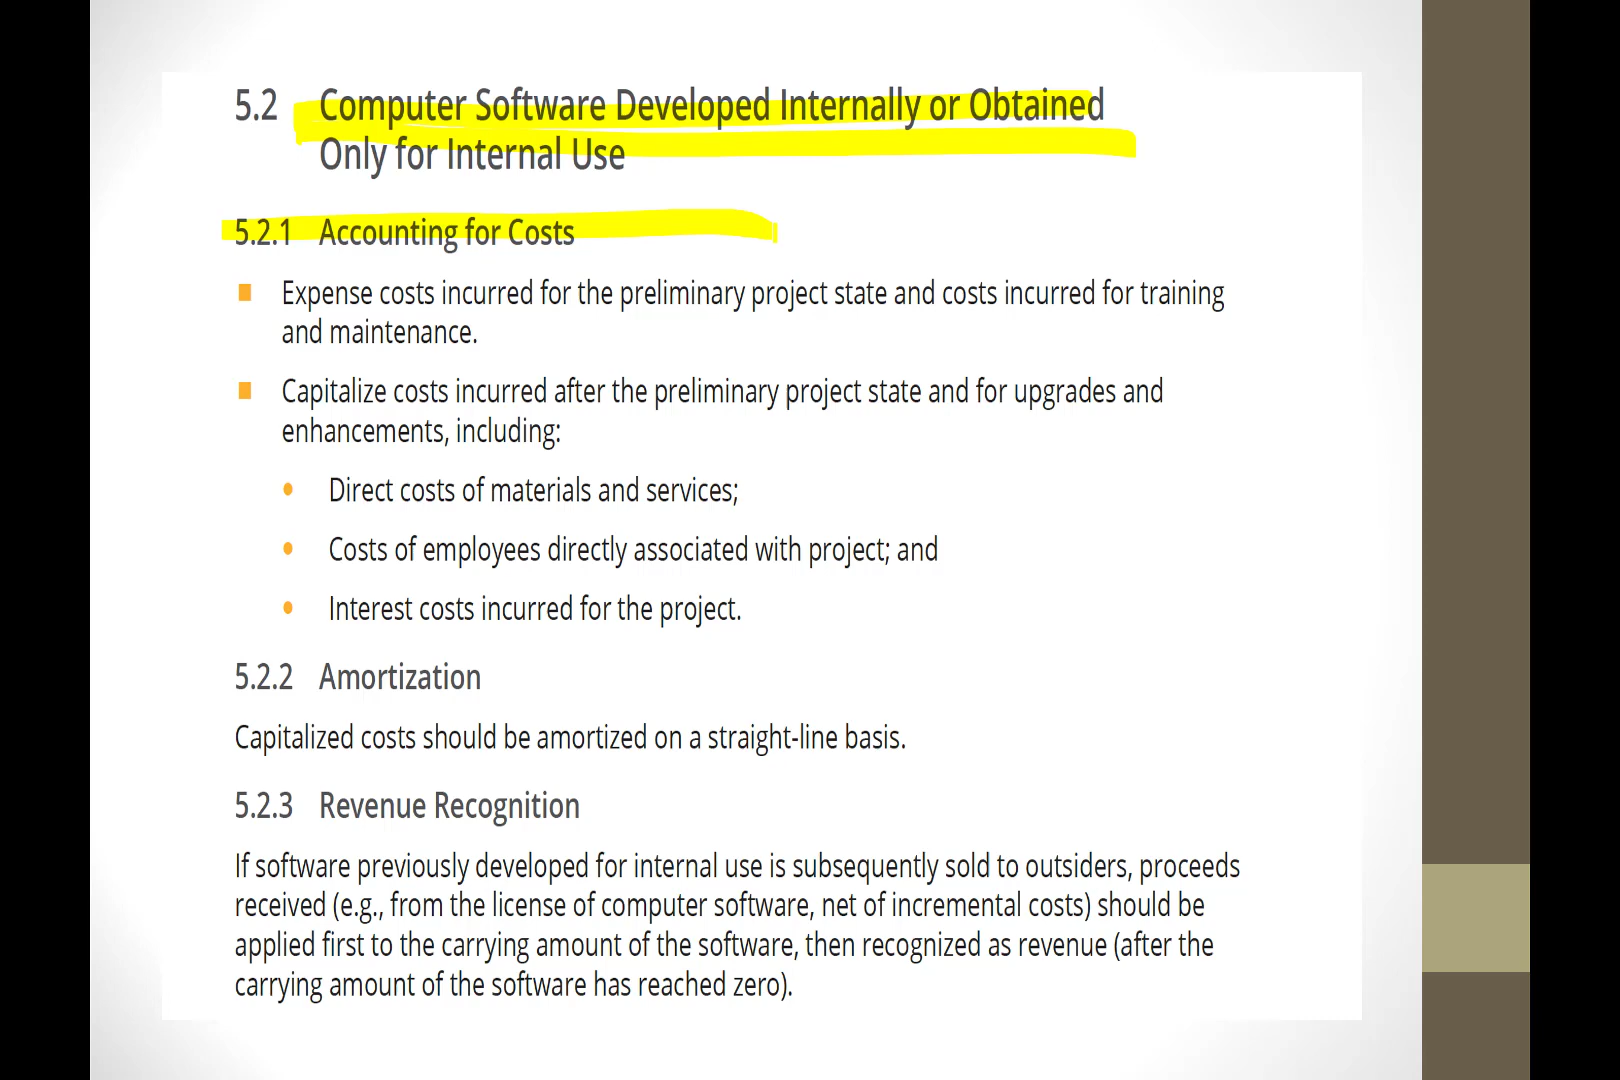 5.2 Computer Software Developed Internally or Obtained
Only for Internal Use
5.2.1 Accounting for Costs
■ Expense costs incurred for the preliminary project state and costs incurred for training
and maintenance.
■ Capitalize costs incurred after the preliminary project state and for upgrades and
enhancements, including:
• Direct costs of materials and services;
• Costs of employees directly associated with project; and
• Interest costs incurred for the project.
5.2.2 Amortization
Capitalized costs should be amortized on a straight-line basis.
5.2.3 Revenue Recognition
If software previously developed for internal use is subsequently sold to outsiders, proceeds
received (e.g., from the license of computer software, net of incremental costs) should be
applied first to the carrying amount of the software, then recognized as revenue (after the
carrying amount of the software has reached zero).